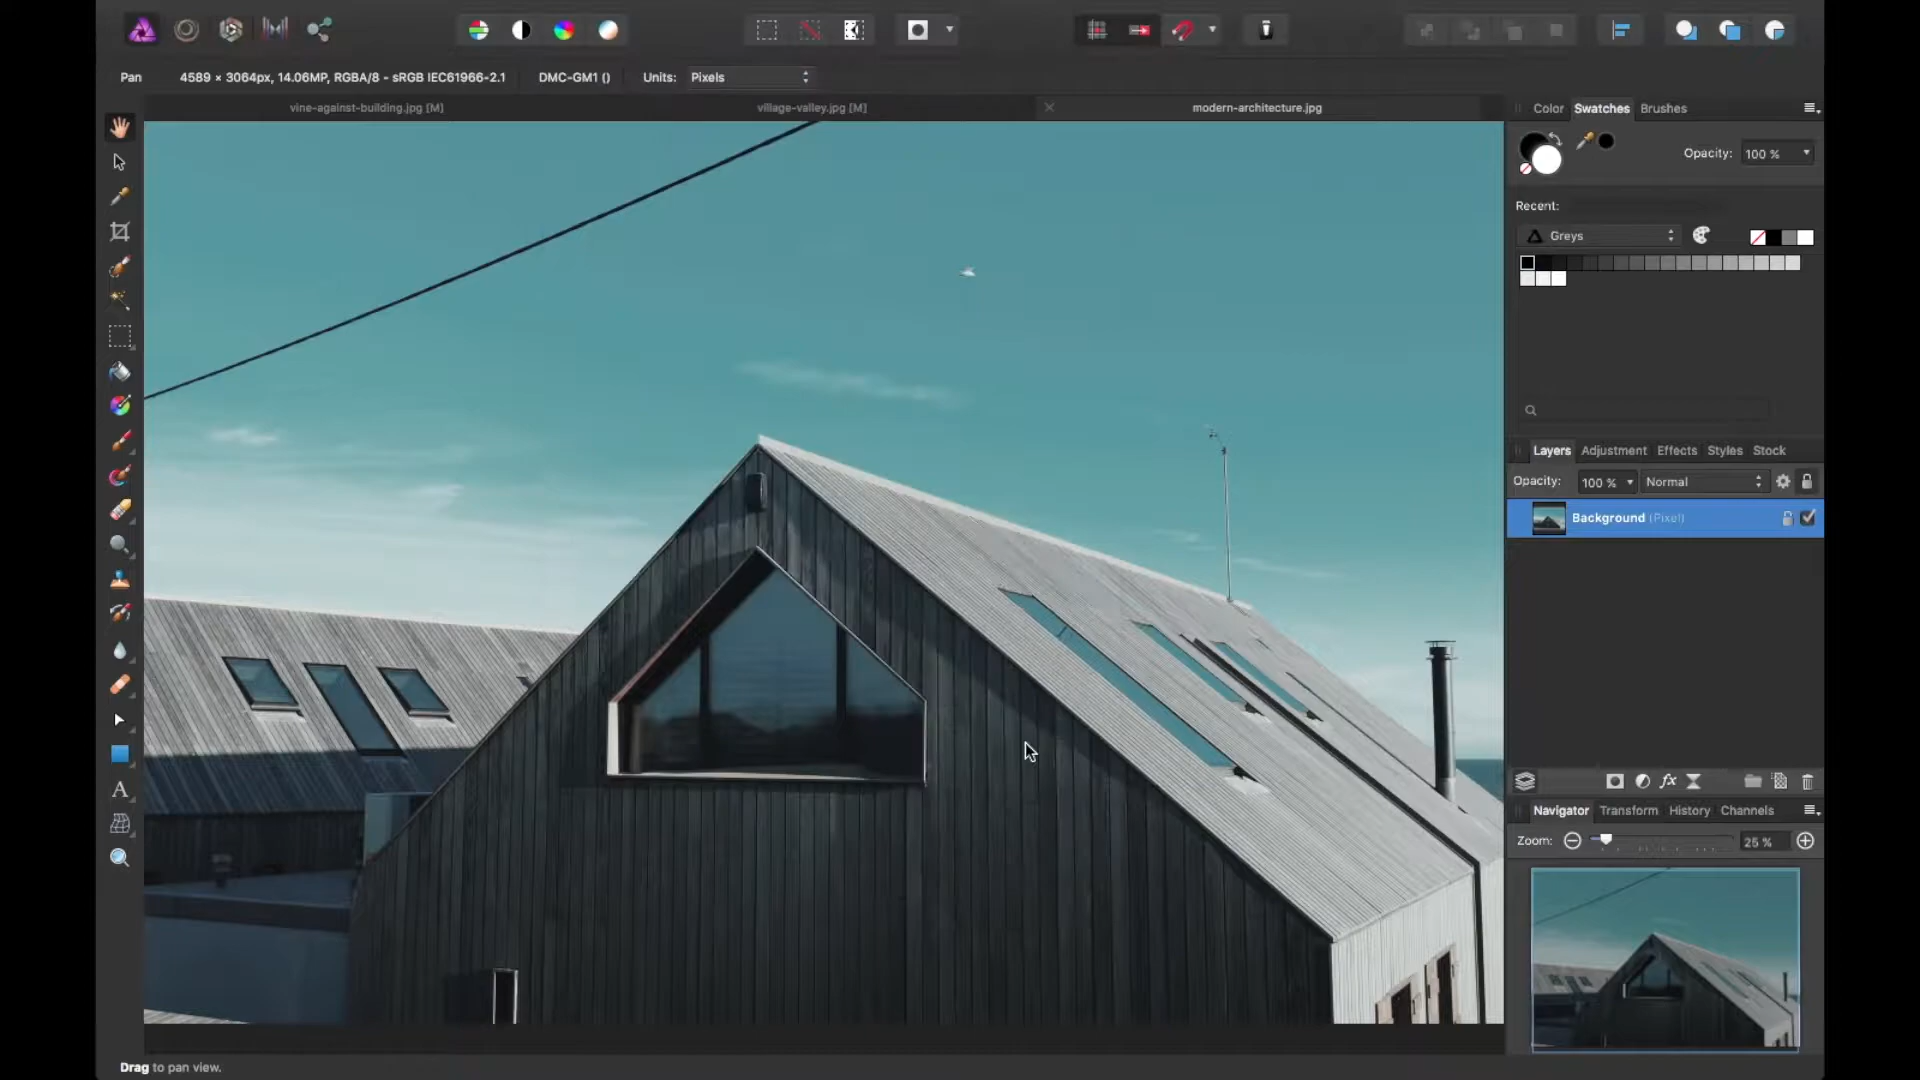 Pan
4589 × 3064px, 14.06MP, RGBA/8 - sRGB IEC61966-2.1
DMC-GM1 ()
Units:
Pixels
vine-against-building.jpg [M]
village-valley.jpg [M]
modern-architecture.jpg
Color
Swatches
Brushes
Opacity:
100 %
Recent:
Greys
Layers
Adjustment
Effects
Styles
Stock
Opacity:
100 %
Normal
Background (Pixel)
fx
Navigator
Transform
History
Channels
Zoom:
25 %
A
Drag to pan view.